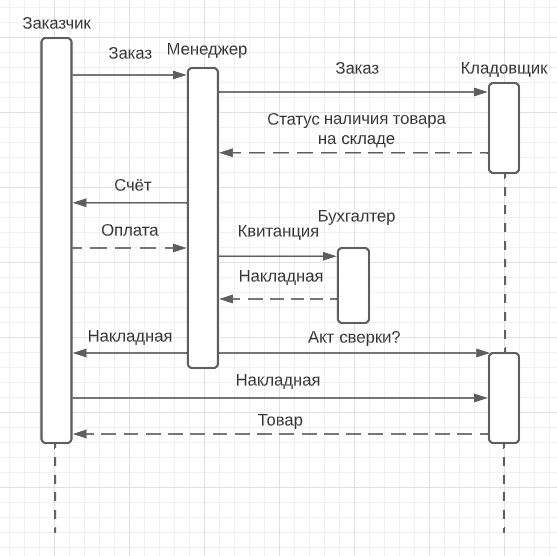 Заказчик
Заказ
Менеджер
Заказ
Кладовщик
Статус наличия товара
на складе
Счёт
Оплата
Бухгалтер
Квитанция
Накладная
Накладная
Акт сверки?
Накладная
Товар